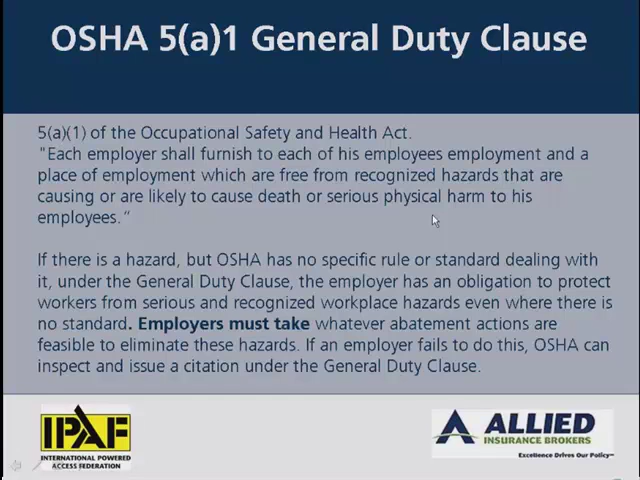 OSHA 5(a)1 General Duty Clause
5(a)(1) of the Occupational Safety and Health Act.
"Each employer shall furnish to each of his employees employment and a
place of employment which are free from recognized hazards that are
causing or are likely to cause death or serious physical harm to his
employees."
If there is a hazard, but OSHA has no specific rule or standard dealing with
it, under the General Duty Clause, the employer has an obligation to protect
workers from serious and recognized workplace hazards even where there is
no standard. Employers must take whatever abatement actions are
feasible to eliminate these hazards. If an employer fails to do this, OSHA can
inspect and issue a citation under the General Duty Clause.
IPAF
INTERNATIONAL POWERED
ACCESS FEDERATION
ALLIED
INSURANCE BROKERS
Excellence Drives Our Policy℠